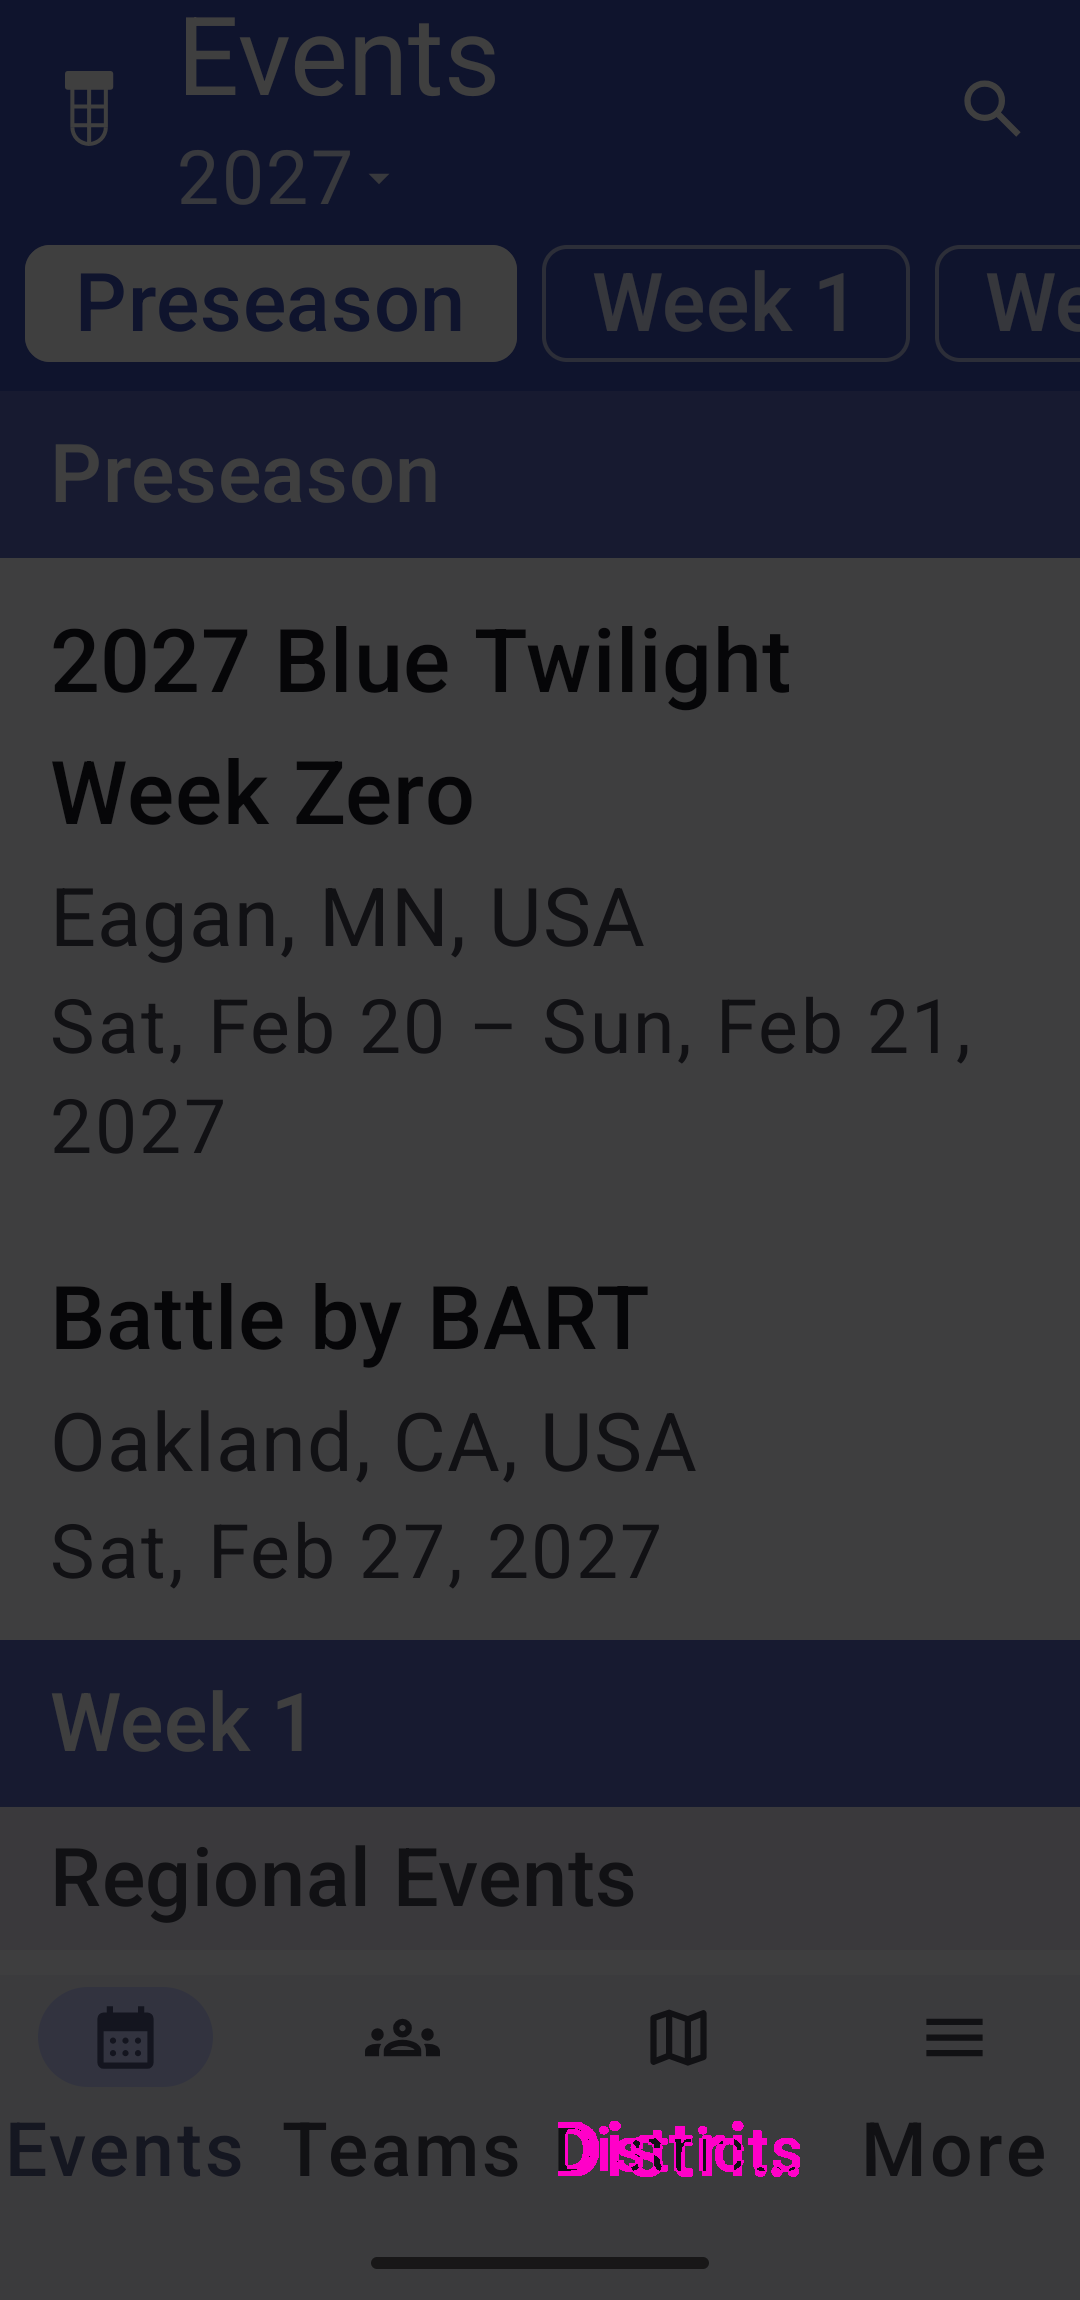 Events
2027
Preseason
Week 1
We
Preseason
2027 Blue Twilight
Week Zero
Eagan, MN, USA
Sat, Feb 20 – Sun, Feb 21,
2027
Battle by BART
Oakland, CA, USA
Sat, Feb 27, 2027
Week 1
Regional Events
Events
Teams
Districts
More